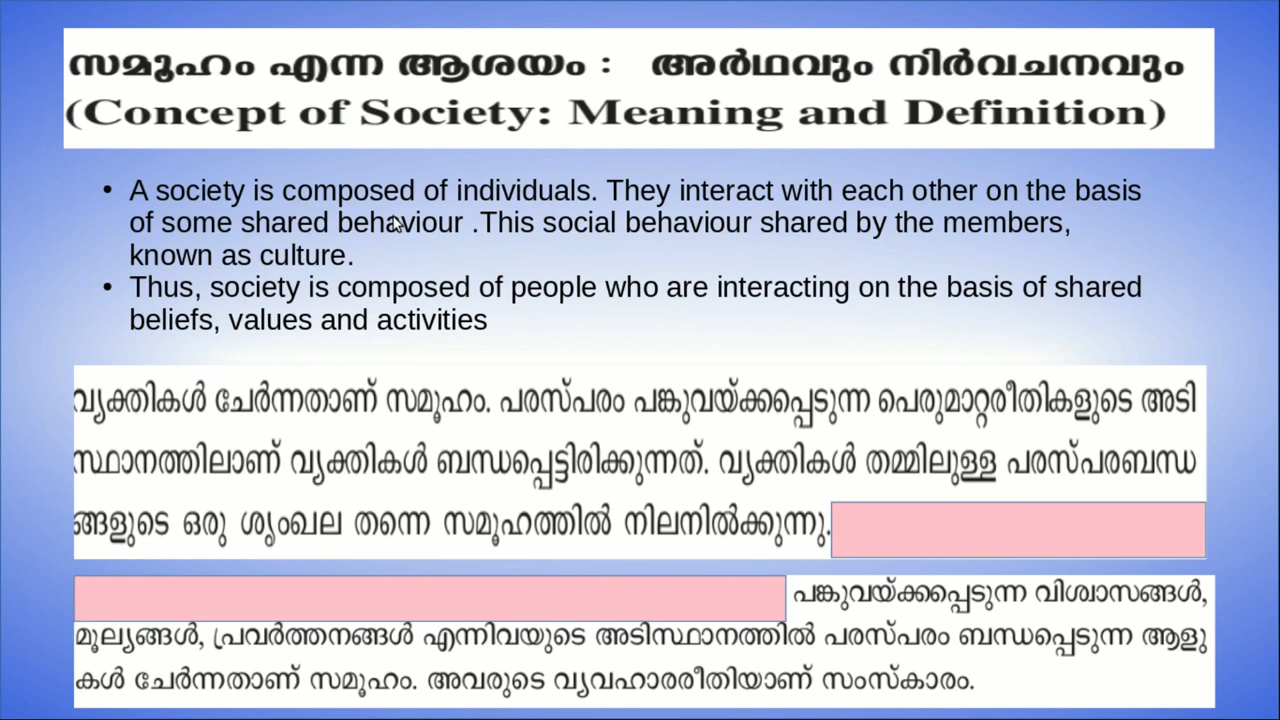 സമൂഹം എന്ന ആശയം : അർഥവും നിർവചനവും
(Concept of Society: Meaning and Definition)
• A society is composed of individuals. They interact with each other on the basis
of some shared behaviour .This social behaviour shared by the members,
known as culture.
• Thus, society is composed of people who are interacting on the basis of shared
beliefs, values and activities
വ്യക്തികൾ ചേർന്നതാണ് സമൂഹം. പരസ്പരം പങ്കുവയ്ക്കപ്പെടുന്ന പെരുമാറ്റരീതികളുടെ അടി
സ്ഥാനത്തിലാണ് വ്യക്തികൾ ബന്ധപ്പെട്ടിരിക്കുന്നത്. വ്യക്തികൾ തമ്മിലുള്ള പരസ്പരബന്ധ
ങ്ങളുടെ ഒരു ശൃംഖല തന്നെ സമൂഹത്തിൽ നിലനിൽക്കുന്നു.
പങ്കുവയ്ക്കപ്പെടുന്ന വിശ്വാസങ്ങൾ,
മൂല്യങ്ങൾ, പ്രവർത്തനങ്ങൾ എന്നിവയുടെ അടിസ്ഥാനത്തിൽ പരസ്പരം ബന്ധപ്പെടുന്ന ആളു
കൾ ചേർന്നതാണ് സമൂഹം. അവരുടെ വ്യവഹാരരീതിയാണ് സംസ്കാരം.